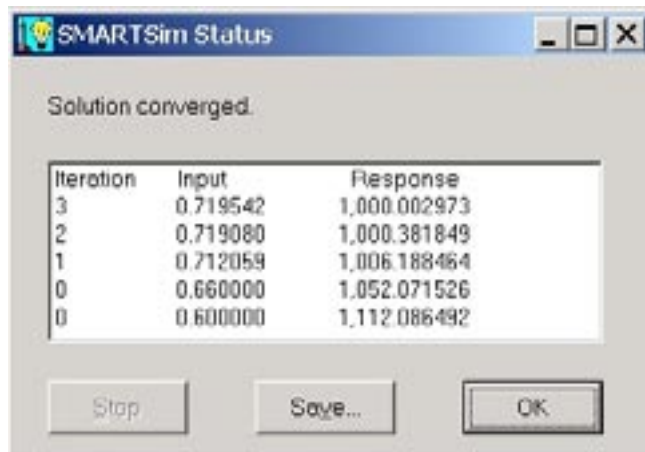 SMARTSim Status
Solution converged.
Iteration Input Response
3 0.719542 1,000.002973
2 0.719080 1,000.381849
1 0.712059 1,006.188464
0 0.660000 1,052.071526
0 0.600000 1,112.086492
Stop Save... OK